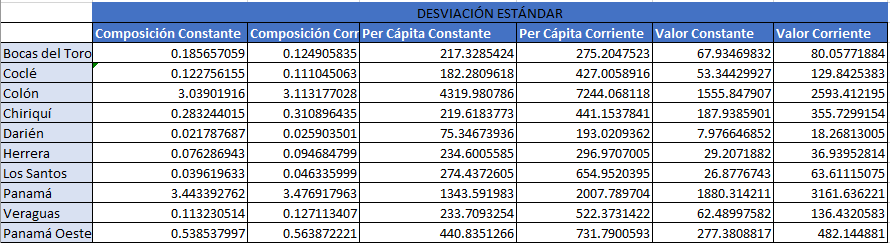 DESVIACIÓN ESTÁNDAR
Composición Constante Composición Corri Per Cápita Constante Per Cápita Corriente Valor Constante Valor Corriente
Bocas del Toro 0.185657059 0.124905835 217.3285424 275.2047523 67.93469832 80.05771884
Coclé 0.122756155 0.111045063 182.2809618 427.0058916 53.34429927 129.8425383
Colón 3.03901916 3.113177028 4319.980786 7244.068118 1555.847907 2593.412195
Chiriquí 0.283244015 0.310896435 219.6183773 441.1537841 187.9385901 355.7299154
Darién 0.021787687 0.025903501 75.34673936 193.0209362 7.976646852 18.26813005
Herrera 0.076286943 0.094684799 234.6005585 296.9707005 29.2071882 36.93952814
Los Santos 0.039619633 0.046335999 274.4372605 654.9520395 26.8776743 63.61115075
Panamá 3.443392762 3.476917963 1343.591983 2007.789704 1880.314211 3161.636221
Veraguas 0.113230514 0.127113407 233.7093254 522.3731422 62.48997582 136.4320583
Panamá Oeste 0.538537997 0.563872221 440.8351266 731.7900593 277.3808817 482.144881